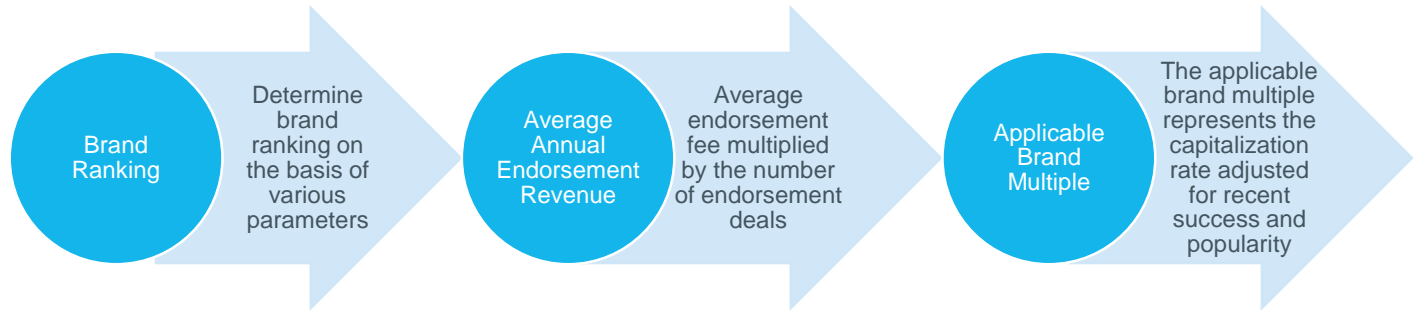 Brand
Ranking
Determine
brand
ranking on
the basis of
various
parameters
Average
Annual
Endorsement
Revenue
Average
endorsement
fee multiplied
by the number
of endorsement
deals
Applicable
Brand
Multiple
The applicable
brand multiple
represents the
capitalization
rate adjusted
for recent
success and
popularity